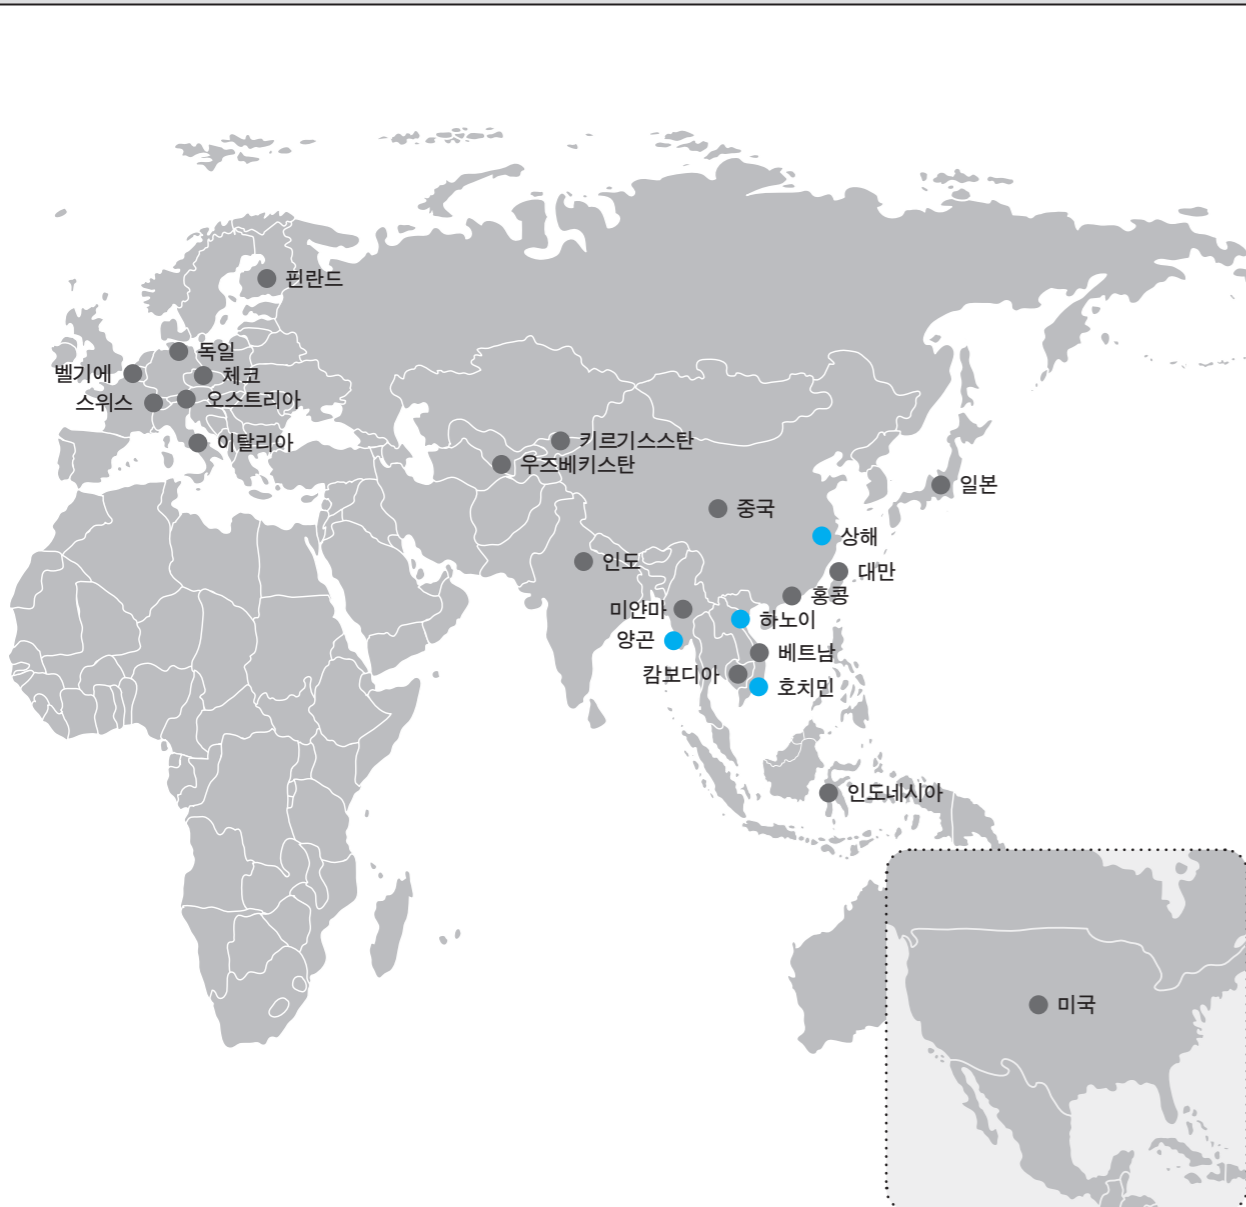 핀란드
독일
벨기에
체코
스위스
오스트리아
이탈리아
키르기스스탄
우즈베키스탄
일본
중국
상해
인도
대만
홍콩
미얀마
하노이
양곤
베트남
캄보디아
호치민
인도네시아
미국